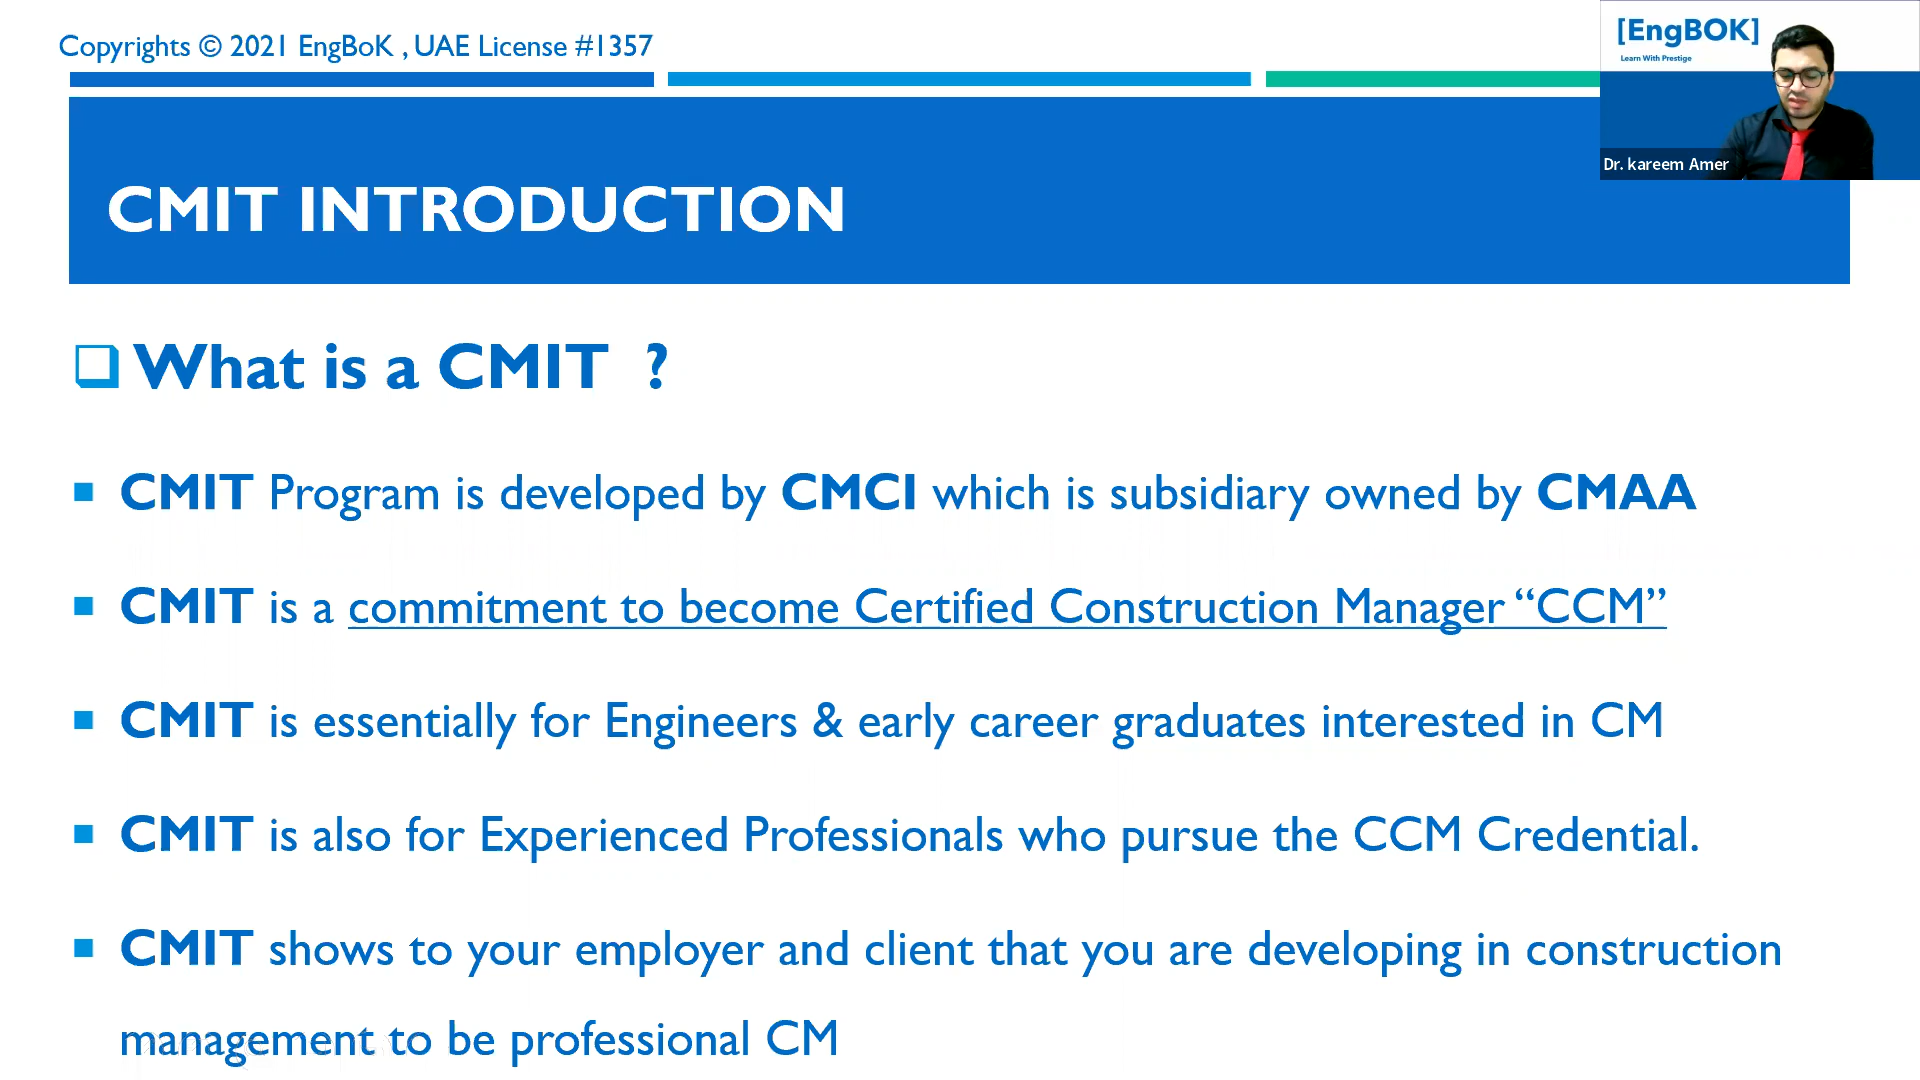 Copyrights © 2021 EngBoK , UAE License #1357
[EngBOK]
Learn With Prestige
Dr. kareem Amer
CMIT INTRODUCTION
What is a CMIT ?
CMIT Program is developed by CMCI which is subsidiary owned by CMAA
CMIT is a commitment to become Certified Construction Manager “CCM”
CMIT is essentially for Engineers & early career graduates interested in CM
CMIT is also for Experienced Professionals who pursue the CCM Credential.
CMIT shows to your employer and client that you are developing in construction
management to be professional CM